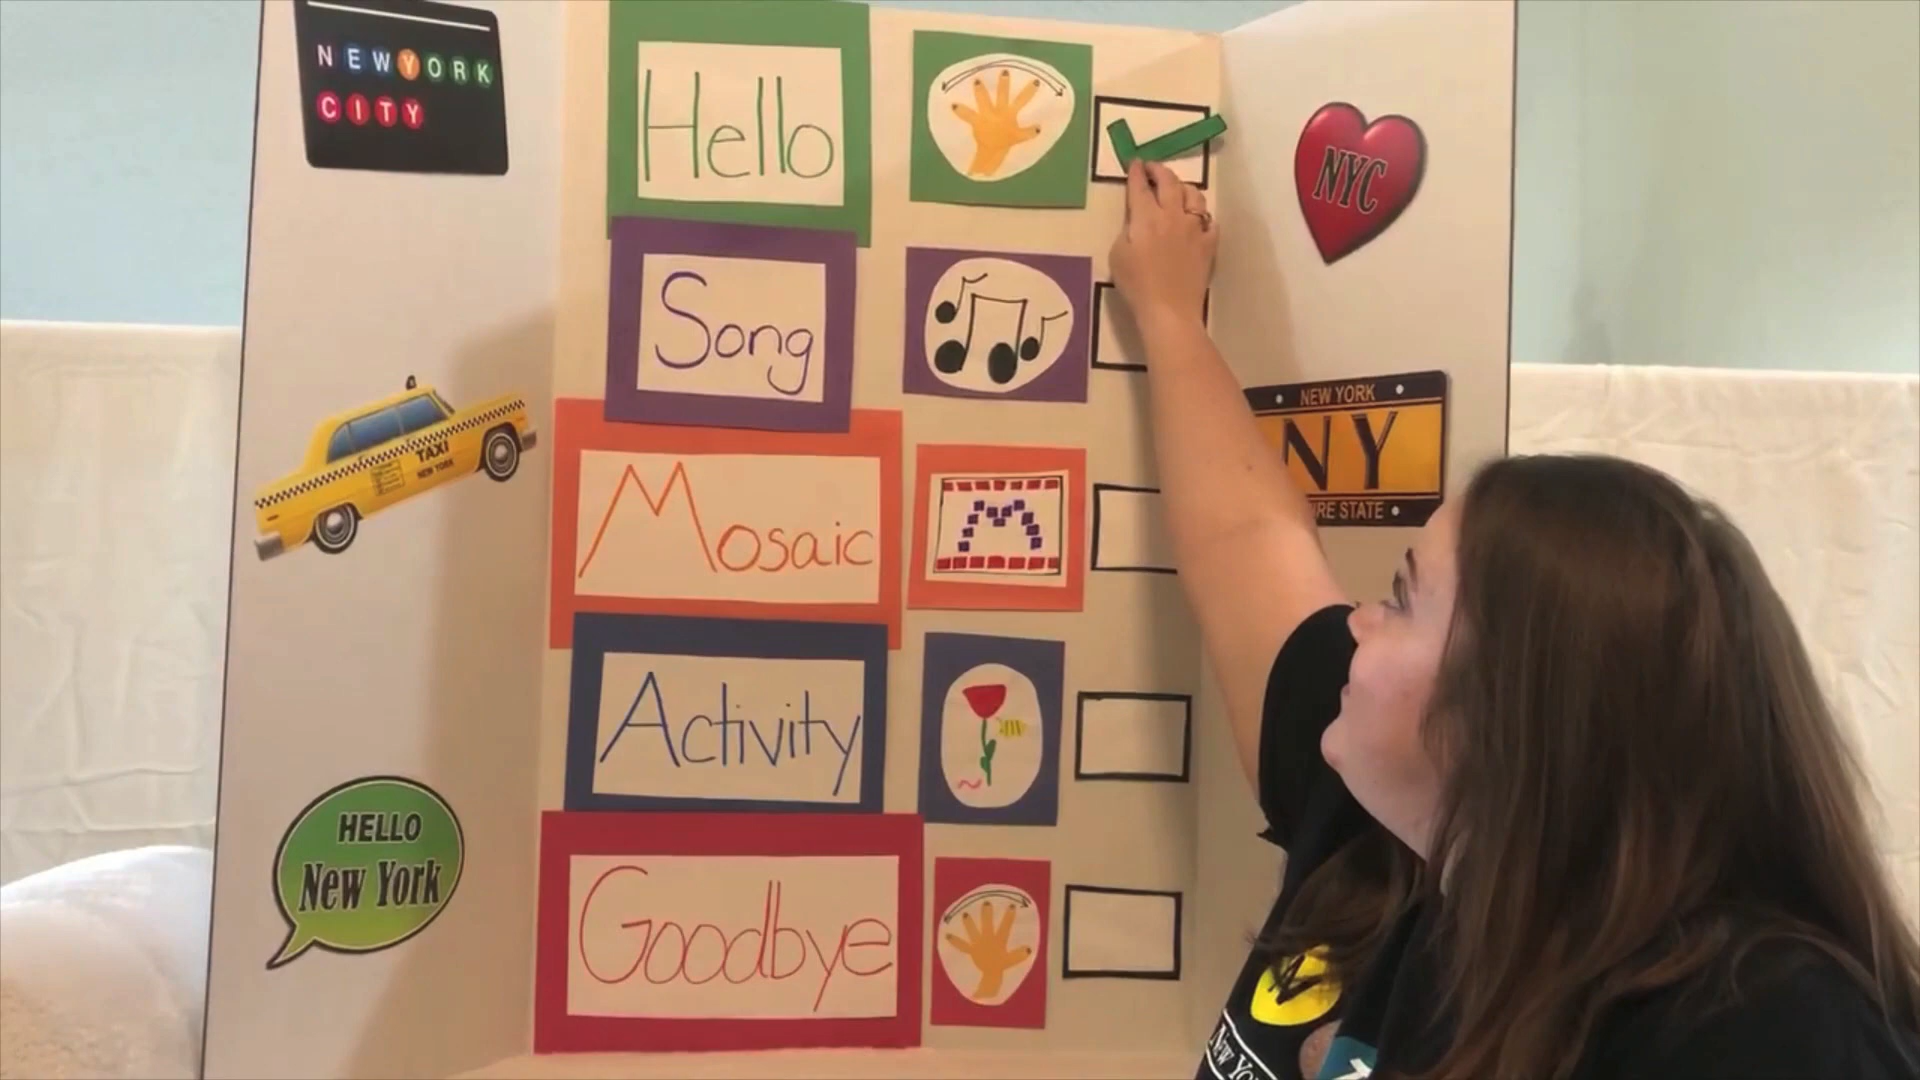 NEW YORK
CITY
Hello
NYC
Song
NEW YORK
NY
TAXI
NEW YORK
Mosaic
M
STATE
Activity
HELLO
New York
Goodbye
New